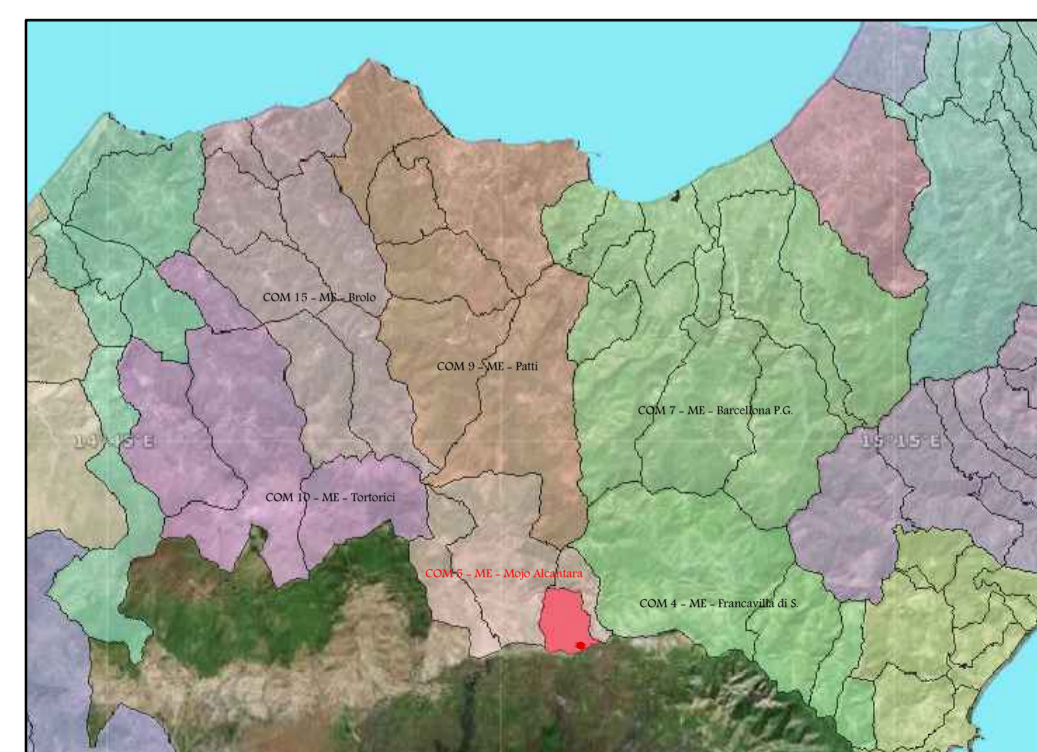 COM 15 - ME - Brolo
COM 9 - ME - Patti
COM 7 - ME - Barcellona P.G.
14°45'E
15°15'E
COM 10 - ME - Tortorici
COM 5 - ME - Mojo Alcantara
COM 4 - ME - Francavilla di S.